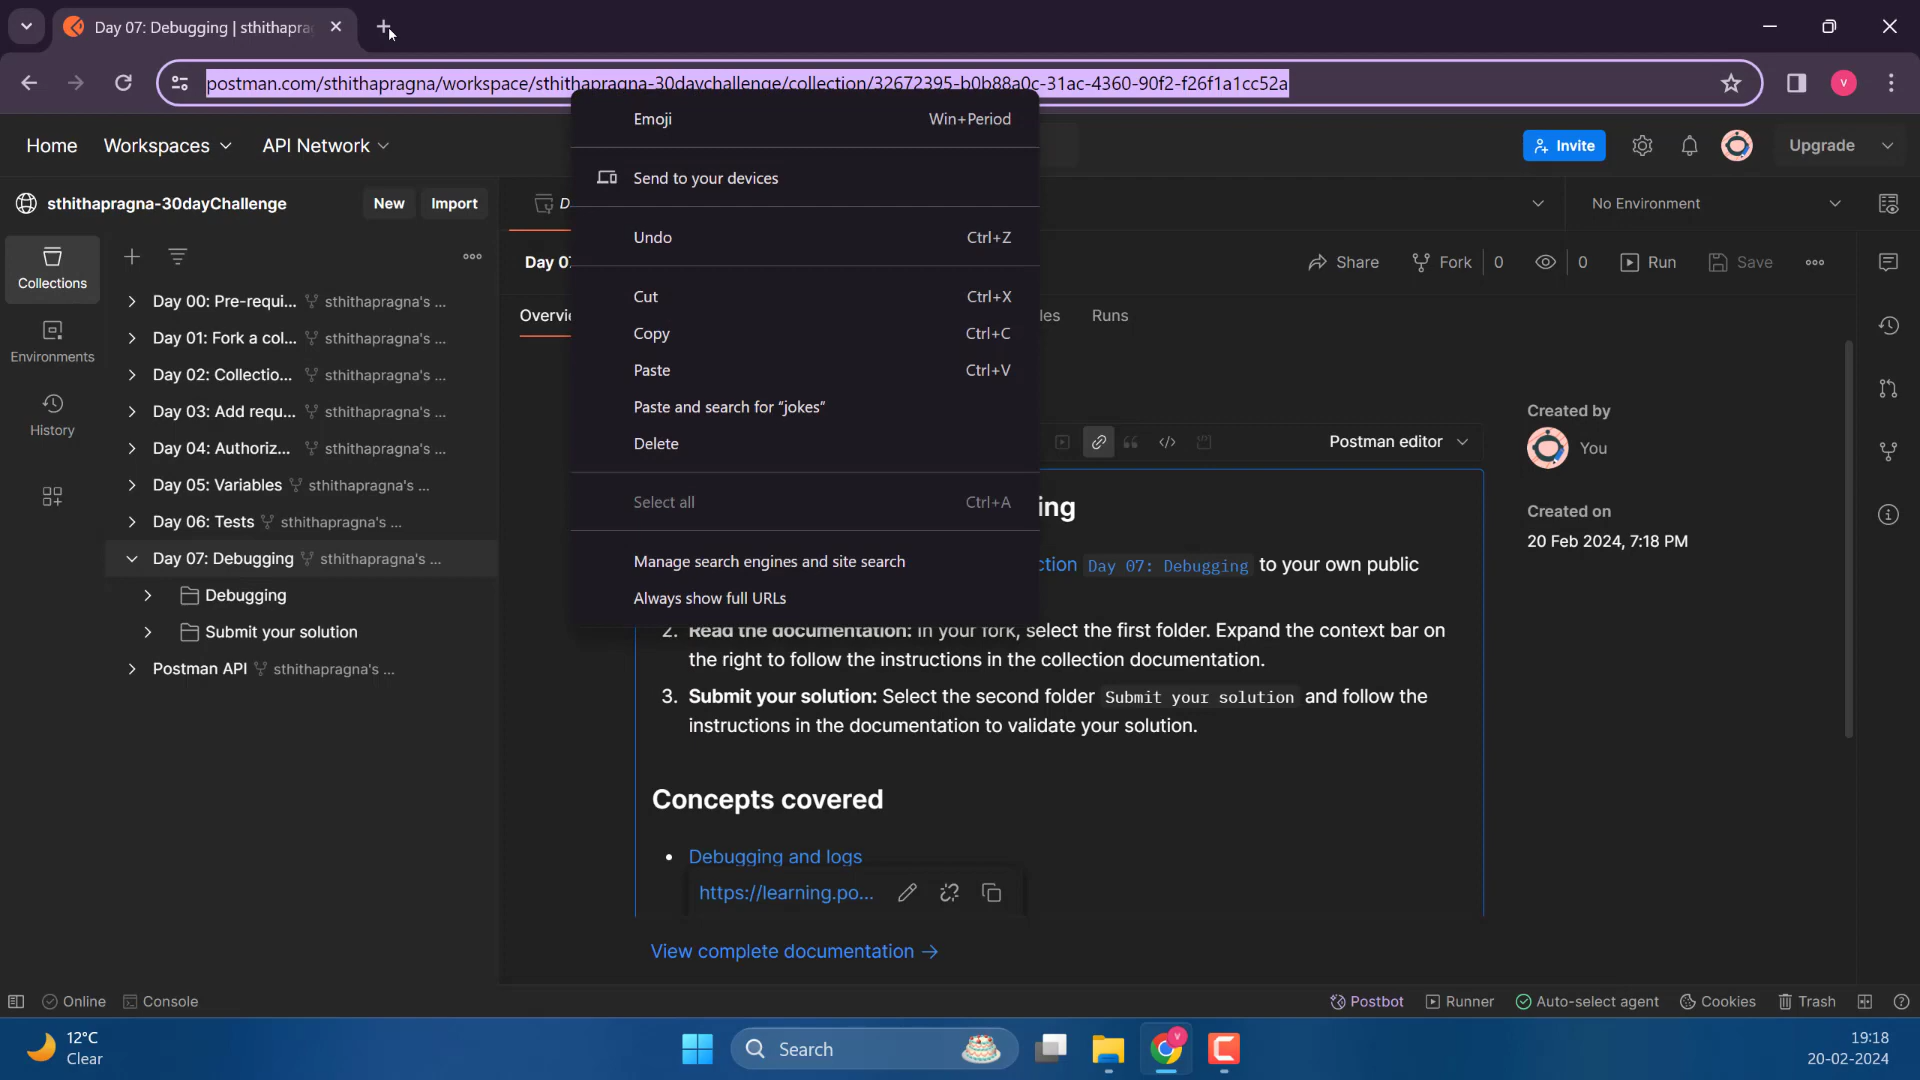 Day 07: Debugging | sthithapra
postman.com/sthithapragna/workspace/sthithapragna-30daychallenge/collection/32672395-b0b88a0c-31ac-4360-90f2-f26f1a1cc52a
V
Emoji Win+Period
Send to your devices
Undo Ctrl+Z
Cut Ctrl+X
Copy Ctrl+C
Paste Ctrl+V
Paste and search for “jokes”
Delete
Select all Ctrl+A
Manage search engines and site search
Always show full URLs
Home Workspaces API Network
Invite Upgrade
sthithapragna-30dayChallenge New Import
D No Environment
Collections
Environments
History
Day 00: Pre-requi... sthithapragna's ...
Day 01: Fork a col... sthithapragna's ...
Day 02: Collectio... sthithapragna's ...
Day 03: Add requ... sthithapragna's ...
Day 04: Authoriz... sthithapragna's ...
Day 05: Variables sthithapragna's ...
Day 06: Tests sthithapragna's ...
Day 07: Debugging sthithapragna's ...
Debugging
Submit your solution
Postman API sthithapragna's ...
Day 07 Share Fork 0 0 Run Save
Overvie les Runs
Postman editor
ing
ction Day 07: Debugging to your own public
2. Read the documentation: In your fork, select the first folder. Expand the context bar on
the right to follow the instructions in the collection documentation.
3. Submit your solution: Select the second folder Submit your solution and follow the
instructions in the documentation to validate your solution.
Concepts covered
• Debugging and logs
https://learning.po...
View complete documentation →
Created by
You
Created on
20 Feb 2024, 7:18 PM
Online Console
Postbot Runner Auto-select agent Cookies Trash
12°C
Clear
Search
V
19:18
20-02-2024